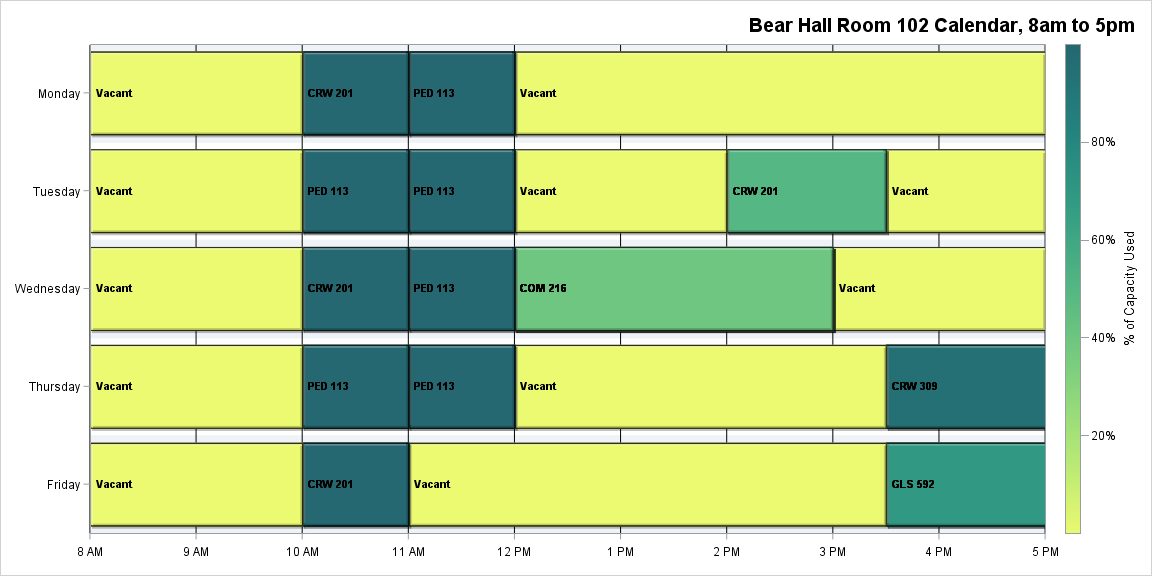 Bear Hall Room 102 Calendar, 8am to 5pm
Monday Vacant CRW 201 PED 113 Vacant
80%
Tuesday Vacant PED 113 PED 113 Vacant CRW 201 Vacant
60%
Wednesday Vacant CRW 201 PED 113 COM 216 Vacant
% of Capacity Used
40%
Thursday Vacant PED 113 PED 113 Vacant CRW 309
20%
Friday Vacant CRW 201 Vacant GLS 592
8 AM 9 AM 10 AM 11 AM 12 PM 1 PM 2 PM 3 PM 4 PM 5 PM